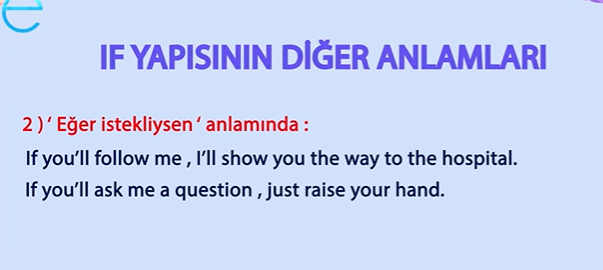 e
IF YAPISININ DİĞER ANLAMLARI
2 ) ‘ Eğer istekliysen ‘ anlamında :
If you’ll follow me , I’ll show you the way to the hospital.
If you’ll ask me a question , just raise your hand.